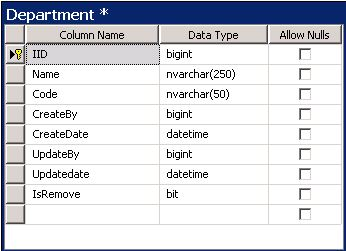 Department *
Column Name Data Type Allow Nulls
IID bigint
Name nvarchar(250)
Code nvarchar(50)
CreateBy bigint
CreateDate datetime
UpdateBy bigint
Updatedate datetime
IsRemove bit